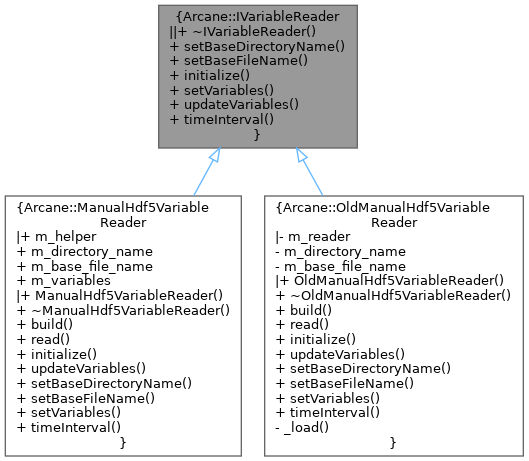 {Arcane::IVariableReader
||+ ~IVariableReader()
+ setBaseDirectoryName()
+ setBaseFileName()
+ initialize()
+ setVariables()
+ updateVariables()
+ timeInterval()
}
{Arcane::ManualHdf5Variable
Reader
|+ m_helper
+ m_directory_name
+ m_base_file_name
+ m_variables
|+ ManualHdf5VariableReader()
+ ~ManualHdf5VariableReader()
+ build()
+ read()
+ initialize()
+ updateVariables()
+ setBaseDirectoryName()
+ setBaseFileName()
+ setVariables()
+ timeInterval()
}
{Arcane::OldManualHdf5Variable
Reader
|- m_reader
- m_directory_name
- m_base_file_name
|+ OldManualHdf5VariableReader()
+ ~OldManualHdf5VariableReader()
+ build()
+ read()
+ initialize()
+ updateVariables()
+ setBaseDirectoryName()
+ setBaseFileName()
+ setVariables()
+ timeInterval()
- _load()
}